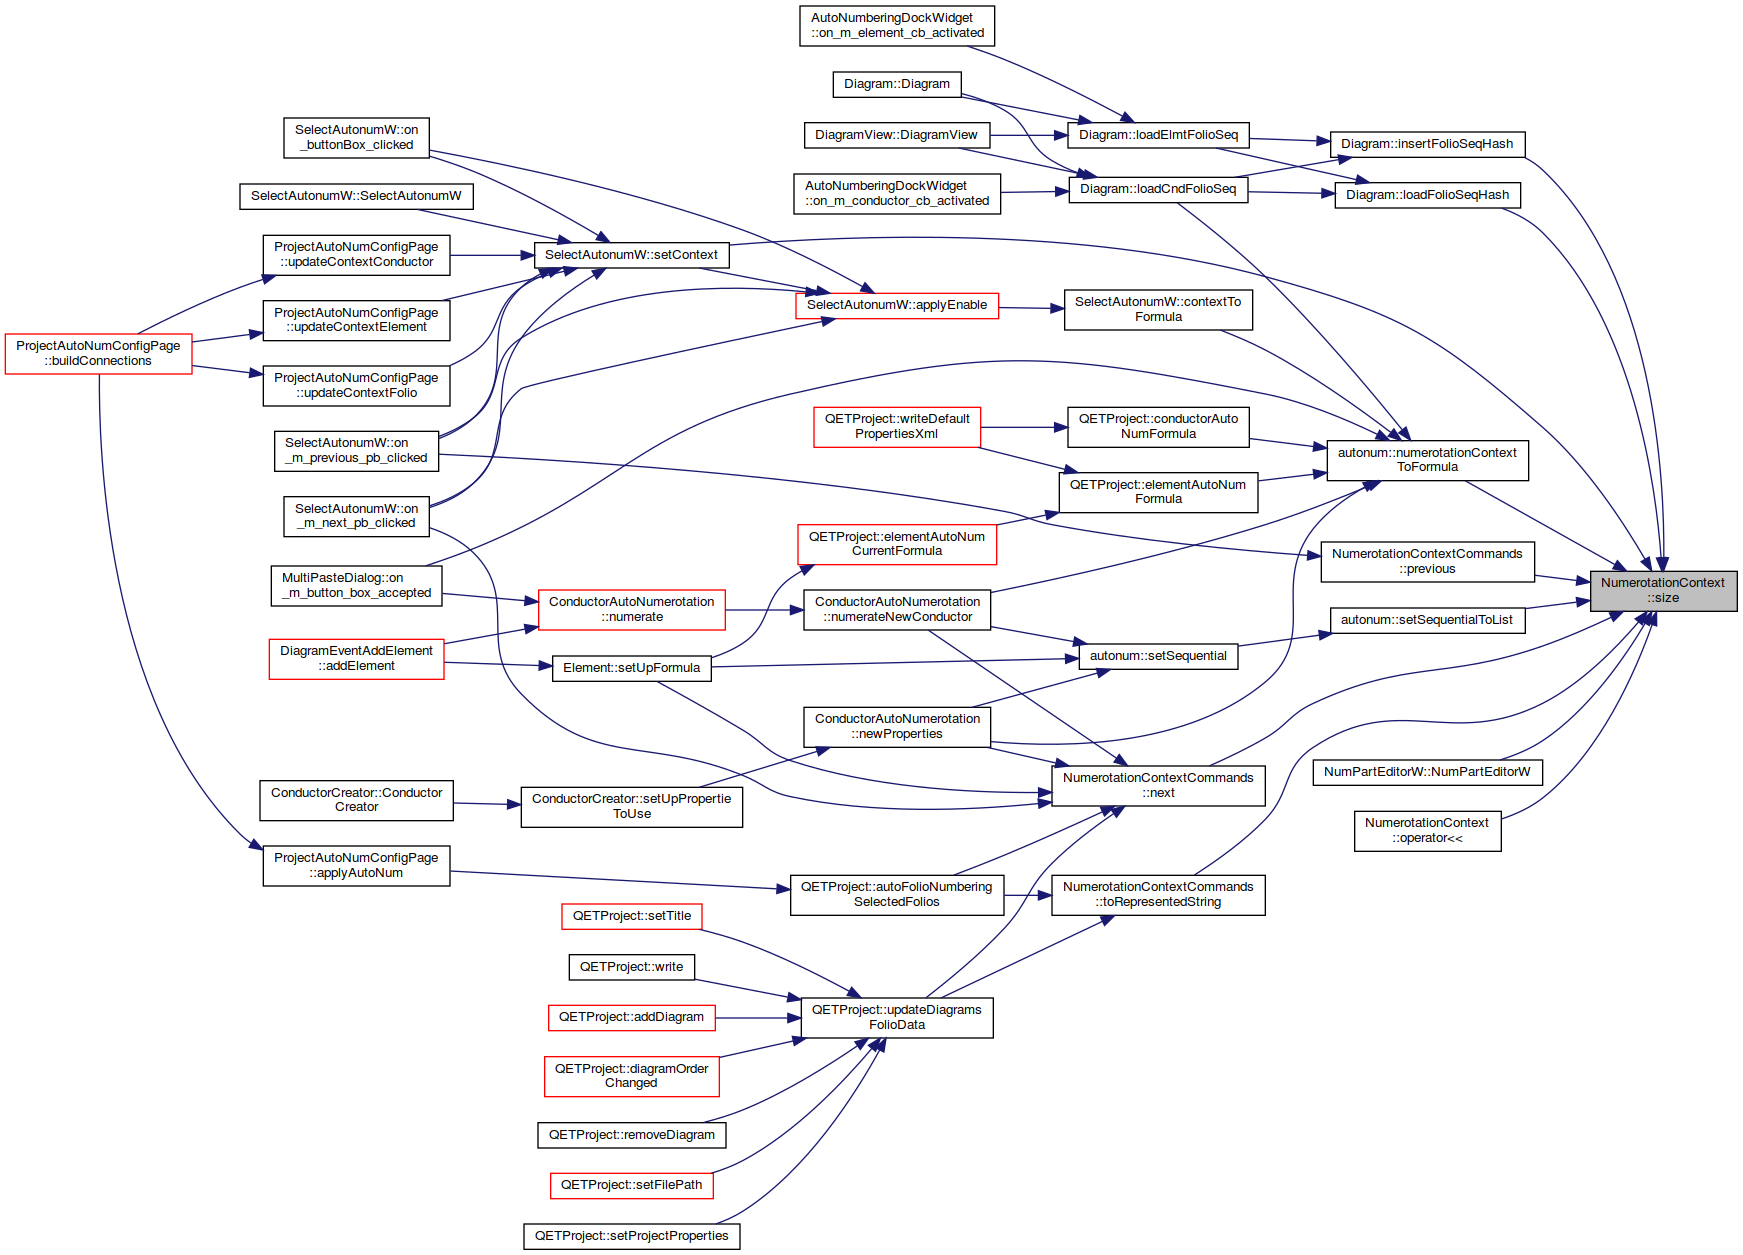 AutoNumberingDockWidget
::on_m_element_cb_activated
Diagram::Diagram
DiagramView::DiagramView
AutoNumberingDockWidget
::on_m_conductor_cb_activated
Diagram::loadElmtFolioSeq
Diagram::loadCndFolioSeq
Diagram::insertFolioSeqHash
Diagram::loadFolioSeqHash
SelectAutonumW::on
_buttonBox_clicked
SelectAutonumW::SelectAutonumW
ProjectAutoNumConfigPage
::updateContextConductor
SelectAutonumW::setContext
ProjectAutoNumConfigPage
::updateContextElement
SelectAutonumW::applyEnable
SelectAutonumW::contextTo
Formula
ProjectAutoNumConfigPage
::buildConnections
ProjectAutoNumConfigPage
::updateContextFolio
SelectAutonumW::on
_m_previous_pb_clicked
QETProject::writeDefault
PropertiesXml
QETProject::conductorAuto
NumFormula
autonum::numerotationContext
ToFormula
QETProject::elementAutoNum
Formula
SelectAutonumW::on
_m_next_pb_clicked
QETProject::elementAutoNum
CurrentFormula
NumerotationContextCommands
::previous
MultiPasteDialog::on
_m_button_box_accepted
ConductorAutoNumerotation
::numerate
ConductorAutoNumerotation
::numerateNewConductor
NumerotationContext
::size
autonum::setSequentialToList
DiagramEventAddElement
::addElement
Element::setUpFormula
autonum::setSequential
ConductorAutoNumerotation
::newProperties
NumerotationContextCommands
::next
NumPartEditorW::NumPartEditorW
ConductorCreator::Conductor
Creator
ConductorCreator::setUpPropertie
ToUse
NumerotationContext
::operator<<
ProjectAutoNumConfigPage
::applyAutoNum
QETProject::autoFolioNumbering
SelectedFolios
NumerotationContextCommands
::toRepresentedString
QETProject::setTitle
QETProject::write
QETProject::addDiagram
QETProject::updateDiagrams
FolioData
QETProject::diagramOrder
Changed
QETProject::removeDiagram
QETProject::setFilePath
QETProject::setProjectProperties